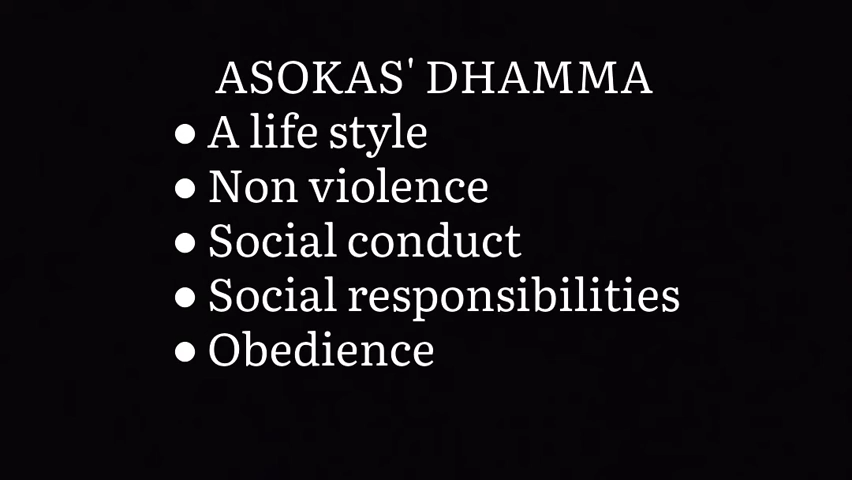 ASOKAS' DHAMMA
● A life style
● Non violence
● Social conduct
● Social responsibilities
● Obedience